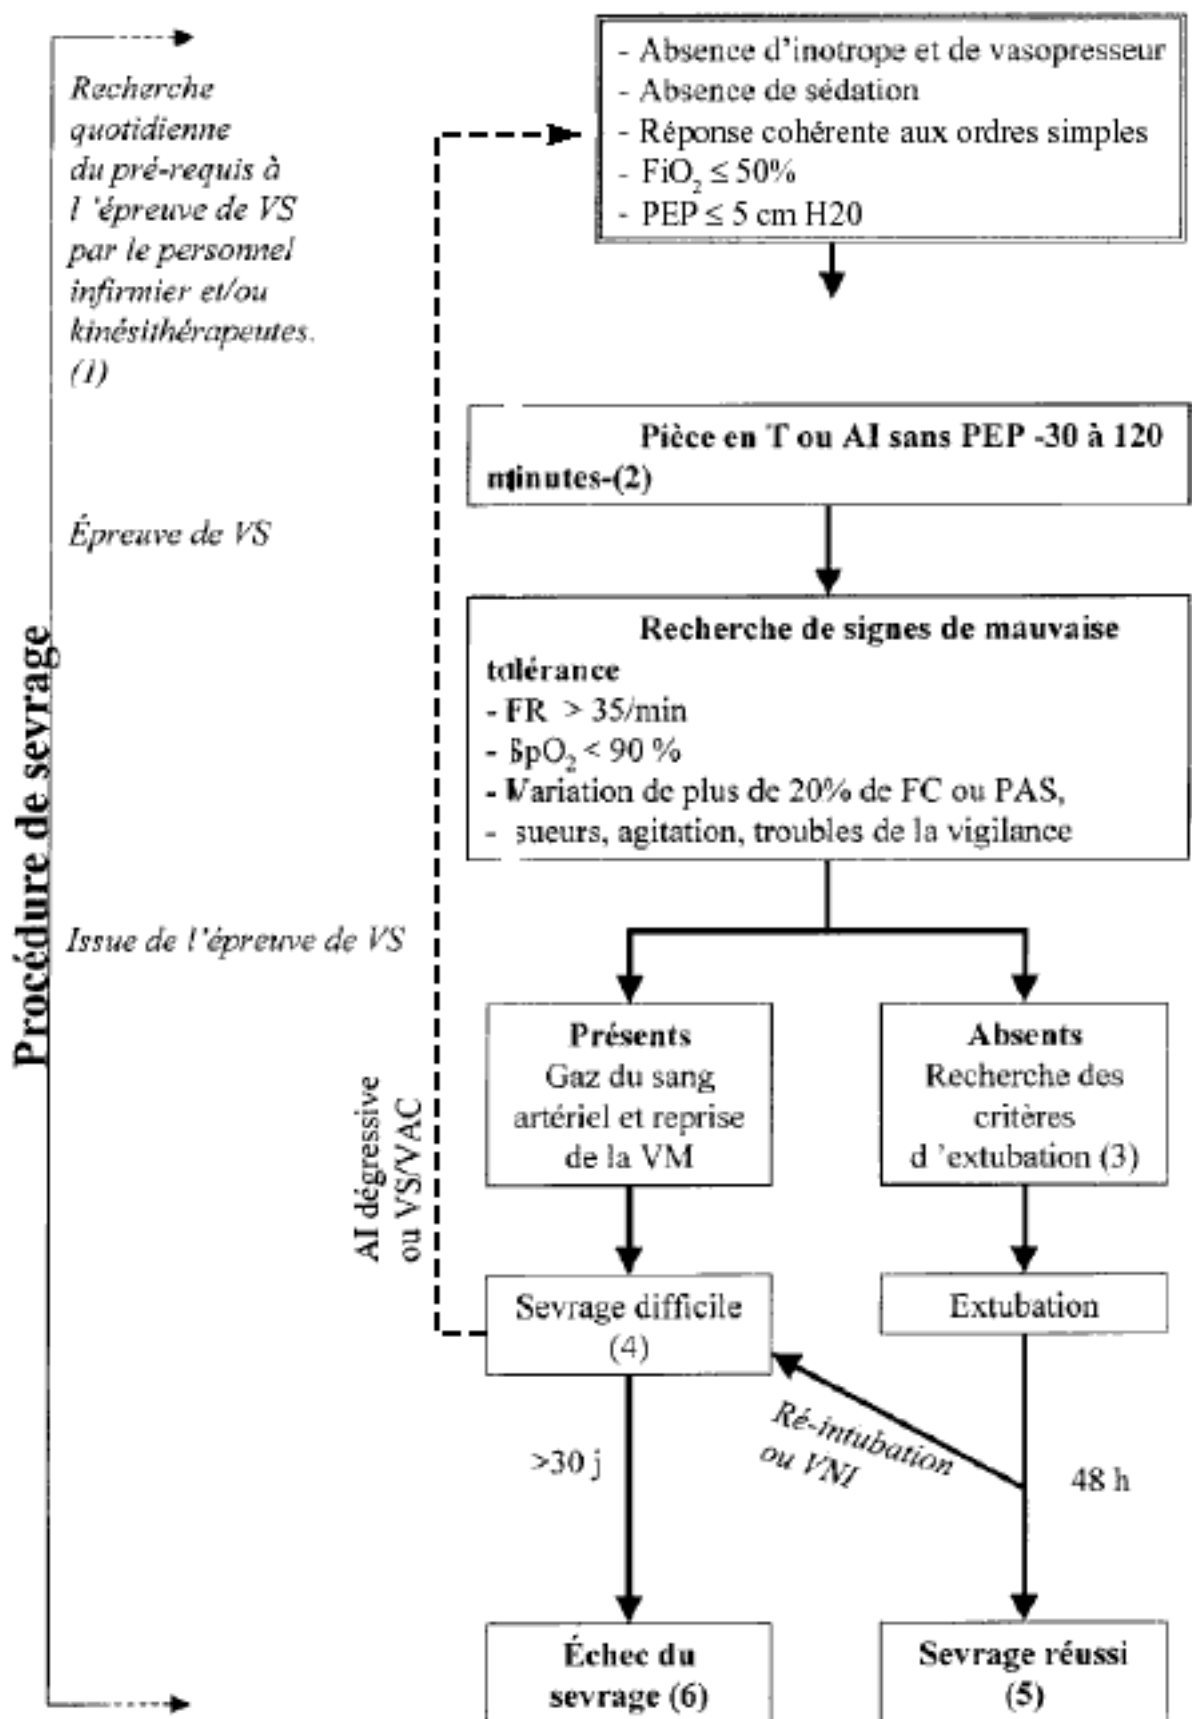 Procédure de sevrage
Recherche
quotidienne
du pré-requis à
l 'épreuve de VS
par le personnel
infirmier et/ou
kinésithérapeutes.
(1)
- Absence d'inotrope et de vasopresseur
- Absence de sédation
- Réponse cohérente aux ordres simples
- FiO₂ ≤ 50%
- PEP ≤ 5 cm H20
Pièce en T ou AI sans PEP -30 à 120
minutes-(2)
Épreuve de VS
Recherche de signes de mauvaise
tolérance
- FR > 35/min
- SpO₂ < 90 %
- Variation de plus de 20% de FC ou PAS,
- sueurs, agitation, troubles de la vigilance
Issue de l'épreuve de VS
Présents
Gaz du sang
artériel et reprise
de la VM
Absents
Recherche des
critères
d 'extubation (3)
AI dégressive
ou VS/VAC
Sevrage difficile
(4)
Extubation
Ré-intubation
ou VNI
>30 j
48 h
Échec du
sevrage (6)
Sevrage réussi
(5)